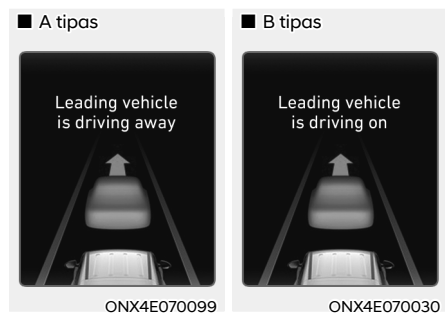 ■ A tipas
Leading vehicle
is driving away
ONX4E070099
■ B tipas
Leading vehicle
is driving on
ONX4E070030